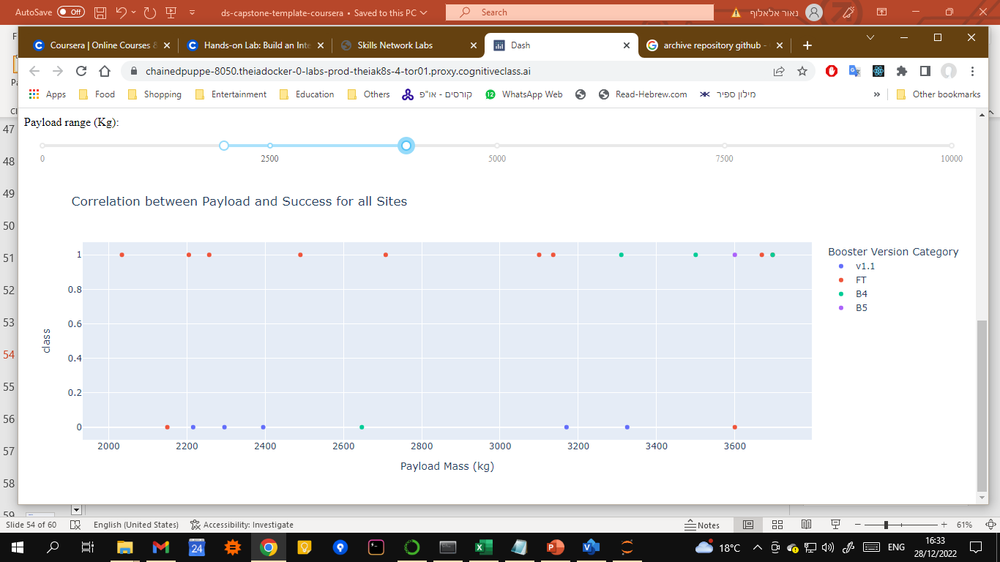 AutoSave Off ds-capstone-template-coursera • Saved to this PC Search נאור אלאלוף
Coursera | Online Courses & Hands-on Lab: Build an Inte Skills Network Labs Dash archive repository github -
chainedpuppe-8050.theiadocker-0-labs-prod-theiak8s-4-tor01.proxy.cognitiveclass.ai
Apps Food Shopping Entertainment Education Others קורסים - או"פ 12 WhatsApp Web Read-Hebrew.com מילון ספיר » Other bookmarks
Payload range (Kg):
0 2500 5000 7500 10000
Correlation between Payload and Success for all Sites
Booster Version Category
v1.1
FT
B4
B5
1
0.8
0.6
0.4
0.2
0
class
2000 2200 2400 2600 2800 3000 3200 3400 3600
Payload Mass (kg)
47
48
49
50
51
52
53
54
55
56
57
58
59
Slide 54 of 60 English (United States) Accessibility: Investigate Notes 61%
24 18°C ENG 16:33
28/12/2022